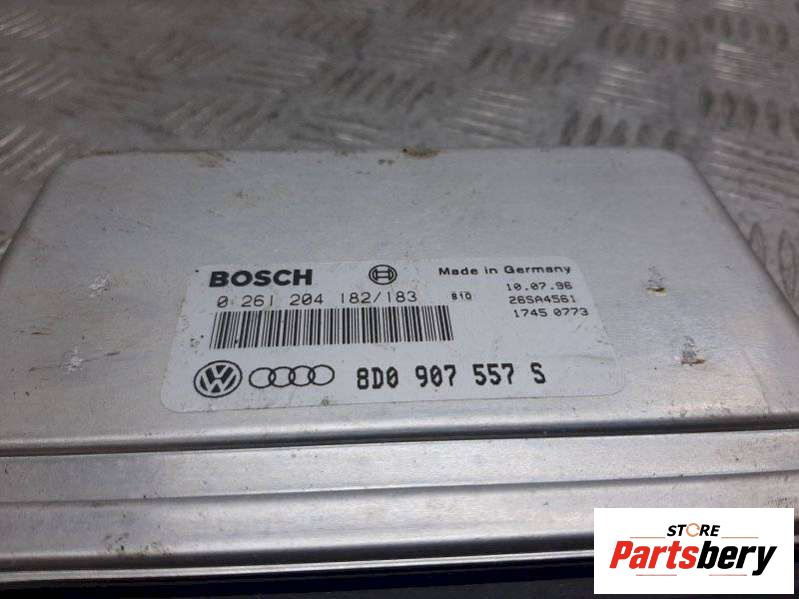 BOSCH
Made in Germany
0 261 204 182/183
B10
10.07.96
26SA4561
1745 0773
8D0 907 557 S
STORE
Partsbery